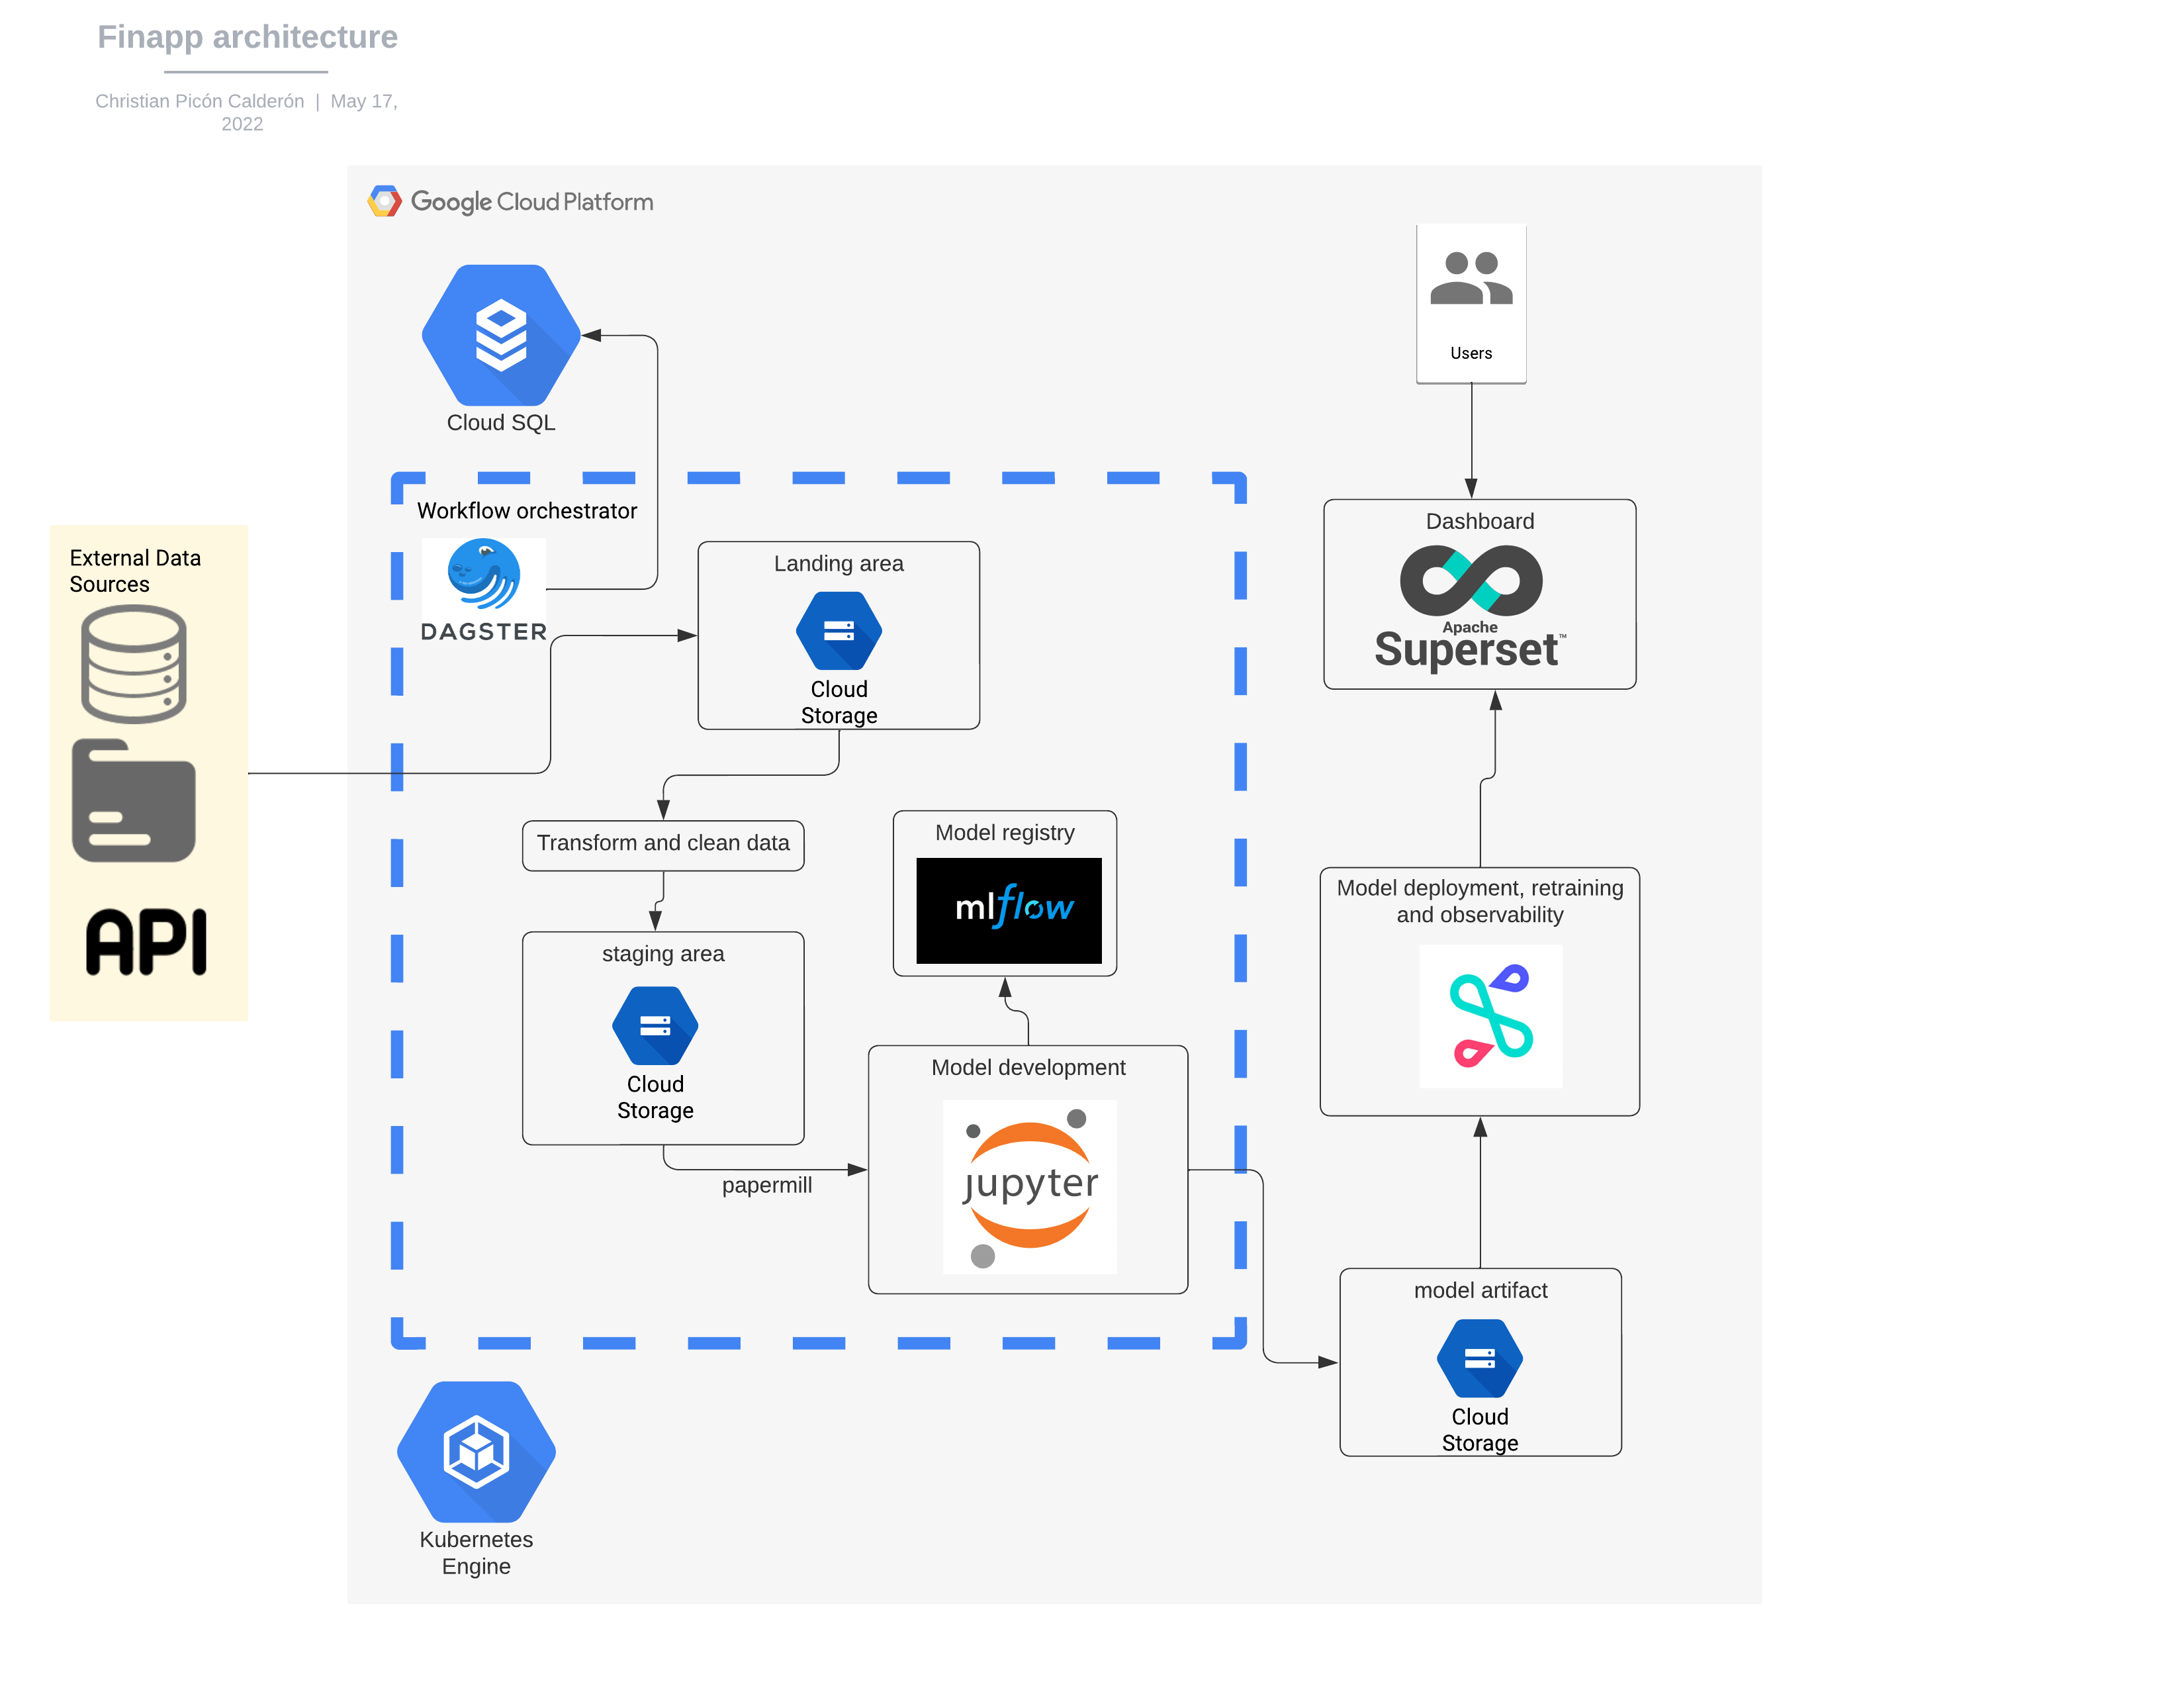 Finapp architecture
Christian Picón Calderón | May 17,
2022
Google Cloud Platform
Cloud SQL
Users
Workflow orchestrator
DAGSTER
External Data
Sources
API
Landing area
Cloud
Storage
Dashboard
Apache
Superset™
Transform and clean data
Model registry
mlflow
staging area
Cloud
Storage
papermill
Model development
jupyter
Model deployment, retraining
and observability
model artifact
Cloud
Storage
Kubernetes
Engine